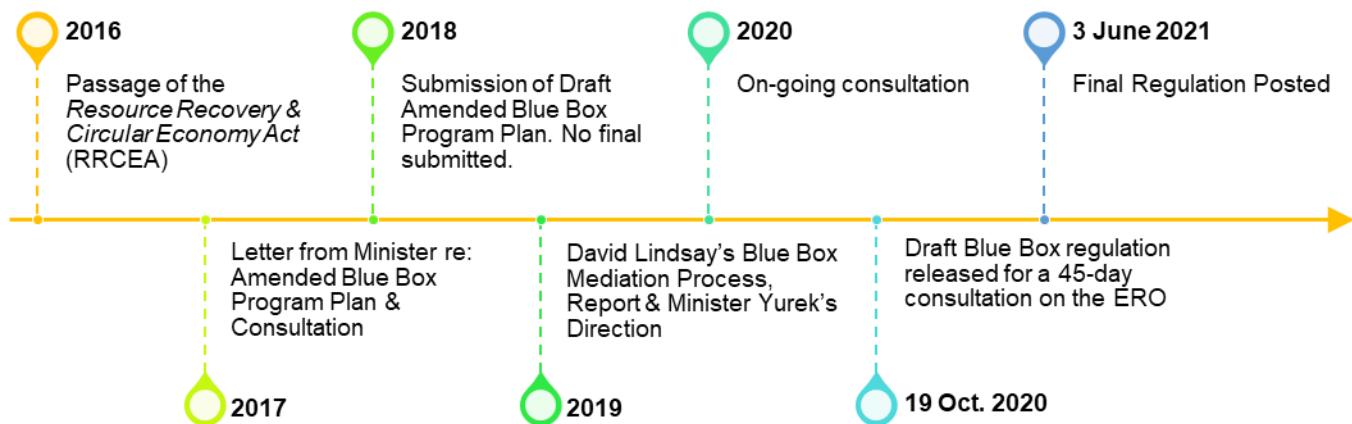 2016
Passage of the
Resource Recovery &
Circular Economy Act
(RRCEA)
2018
Submission of Draft
Amended Blue Box
Program Plan. No final
submitted.
2020
On-going consultation
3 June 2021
Final Regulation Posted
Letter from Minister re:
Amended Blue Box
Program Plan &
Consultation
2017
David Lindsay's Blue Box
Mediation Process,
Report & Minister Yurek's
Direction
2019
Draft Blue Box regulation
released for a 45-day
consultation on the ERO
19 Oct. 2020